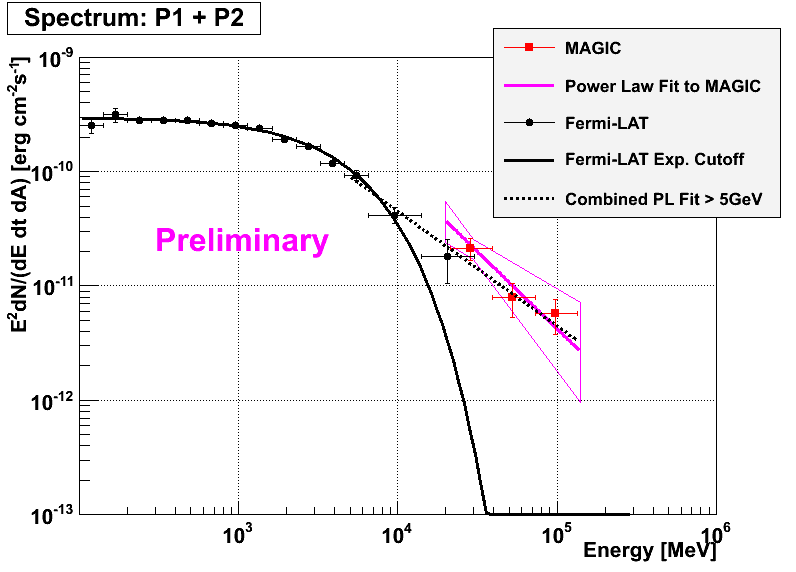 Spectrum: P1 + P2
MAGIC
Power Law Fit to MAGIC
Fermi-LAT
Fermi-LAT Exp. Cutoff
Combined PL Fit > 5GeV
E²dN/(dE dt dA) [erg cm⁻²s⁻¹]
10⁻⁹
10⁻¹⁰
10⁻¹¹
10⁻¹²
10⁻¹³
Preliminary
10³
10⁴
10⁵
10⁶
Energy [MeV]